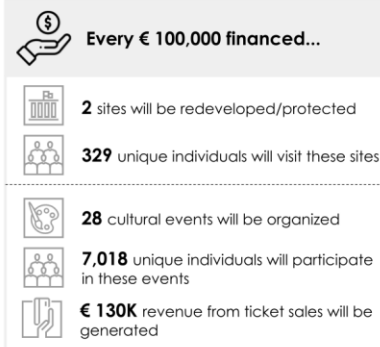 Every € 100,000 financed...
2 sites will be redeveloped/protected
329 unique individuals will visit these sites
28 cultural events will be organized
7,018 unique individuals will participate
in these events
€ 130K revenue from ticket sales will be
generated